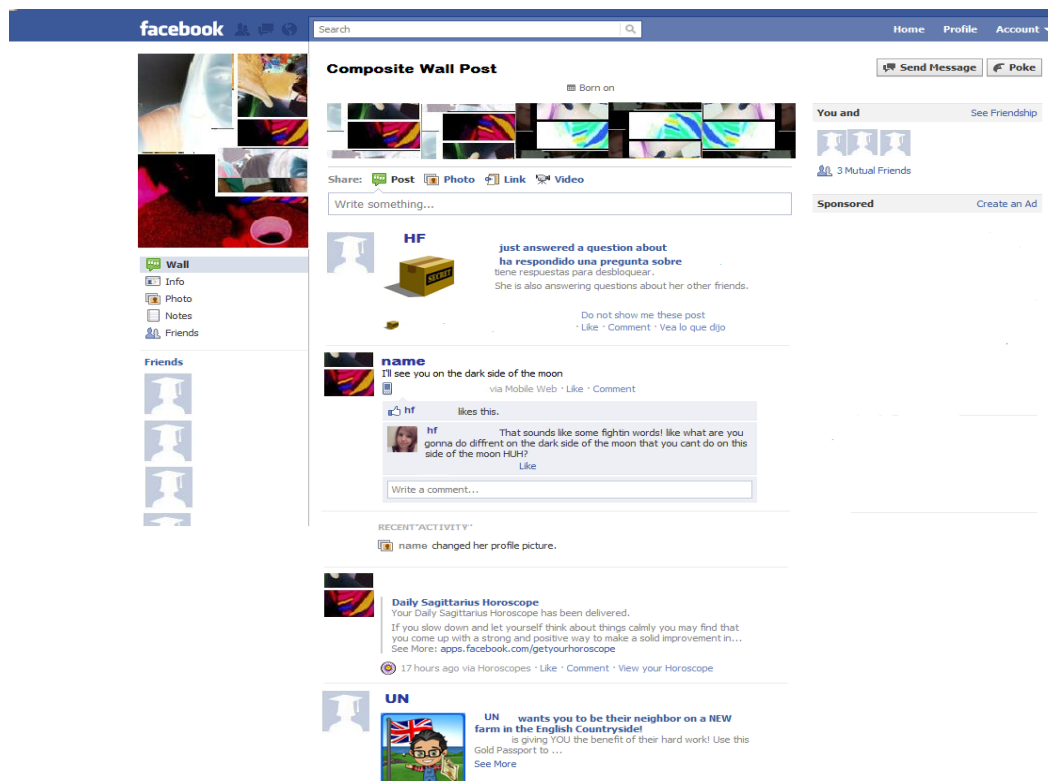 facebook
Search
Home Profile Account
Composite Wall Post
Send Message Poke
Born on
You and See Friendship
3 Mutual Friends
Sponsored Create an Ad
Share: Post Photo Link Video
Write something...
Wall
Info
Photo
Notes
Friends
Friends
HF
SECRET
just answered a question about
ha respondido una pregunta sobre
tiene respuestas para desbloquear.
She is also answering questions about her other friends.
Do not show me these post
· Like · Comment · Vea lo que dijo
name
I'll see you on the dark side of the moon
via Mobile Web · Like · Comment
hf likes this.
hf That sounds like some fightin words! like what are you
gonna do diffrent on the dark side of the moon that you cant do on this
side of the moon HUH?
Like
Write a comment...
RECENT ACTIVITY
name changed her profile picture.
Daily Sagittarius Horoscope
Your Daily Sagittarius Horoscope has been delivered.
If you slow down and let yourself think about things calmly you may find that
you come up with a strong and positive way to make a solid improvement in...
See More: apps.facebook.com/getyourhoroscope
17 hours ago via Horoscopes · Like · Comment · View your Horoscope
UN
UN wants you to be their neighbor on a NEW
farm in the English Countryside!
is giving YOU the benefit of their hard work! Use this
Gold Passport to ...
See More